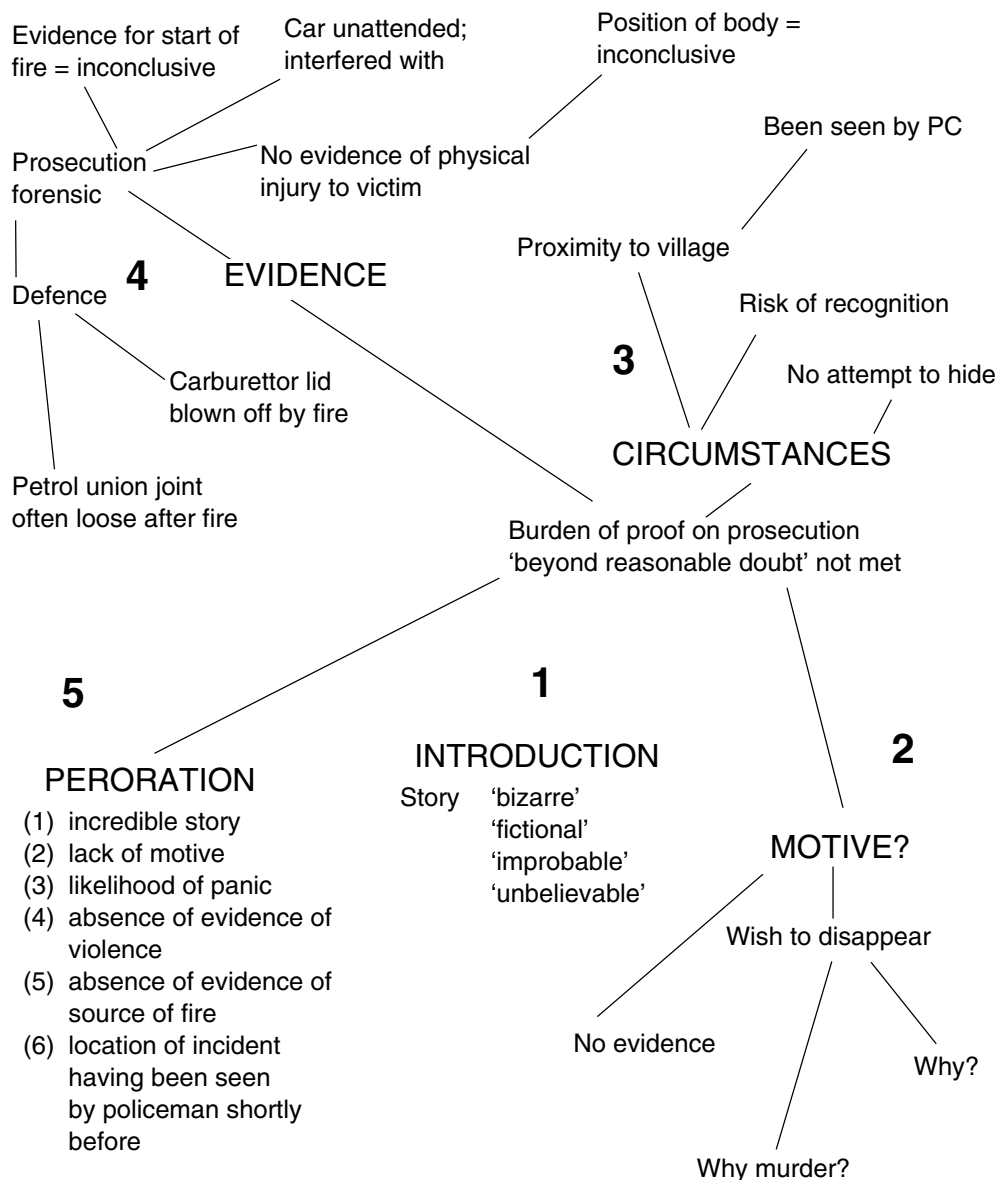 Evidence for start of
fire = inconclusive
Car unattended;
interfered with
Position of body =
inconclusive
Been seen by PC
Prosecution
forensic
No evidence of physical
injury to victim
Proximity to village
4
EVIDENCE
Defence
Risk of recognition
3
No attempt to hide
Carburettor lid
blown off by fire
CIRCUMSTANCES
Petrol union joint
often loose after fire
Burden of proof on prosecution
‘beyond reasonable doubt’ not met
5
PERORATION
(1) incredible story
(2) lack of motive
(3) likelihood of panic
(4) absence of evidence of
violence
(5) absence of evidence of
source of fire
(6) location of incident
having been seen
by policeman shortly
before
1
INTRODUCTION
Story ‘bizarre’
‘fictional’
‘improbable’
‘unbelievable’
2
MOTIVE?
Wish to disappear
No evidence
Why?
Why murder?